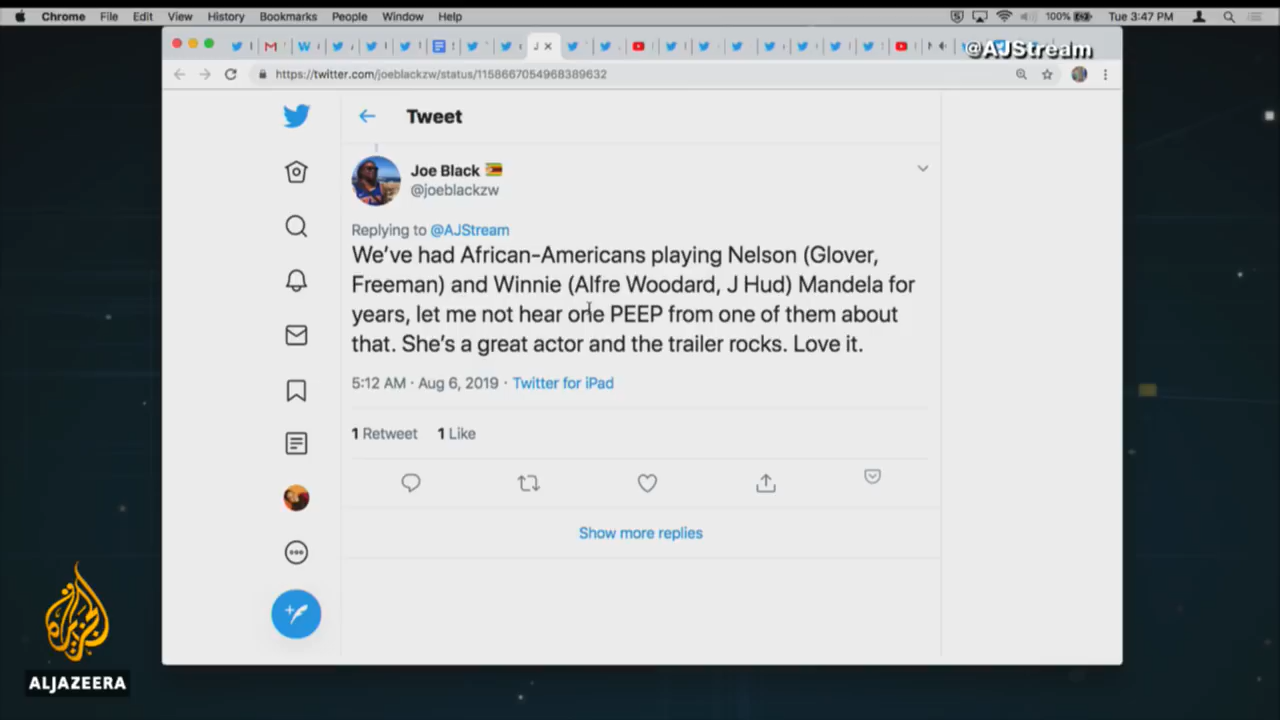 Chrome File Edit View History Bookmarks People Window Help
100% Tue 3:47 PM
@AJStream
https://twitter.com/joeblackzw/status/1158667054968389632
Tweet
Joe Black
@joeblackzw
Replying to @AJStream
We’ve had African-Americans playing Nelson (Glover,
Freeman) and Winnie (Alfre Woodard, J Hud) Mandela for
years, let me not hear one PEEP from one of them about
that. She’s a great actor and the trailer rocks. Love it.
5:12 AM · Aug 6, 2019 · Twitter for iPad
1 Retweet 1 Like
Show more replies
الجزيرة
ALJAZEERA